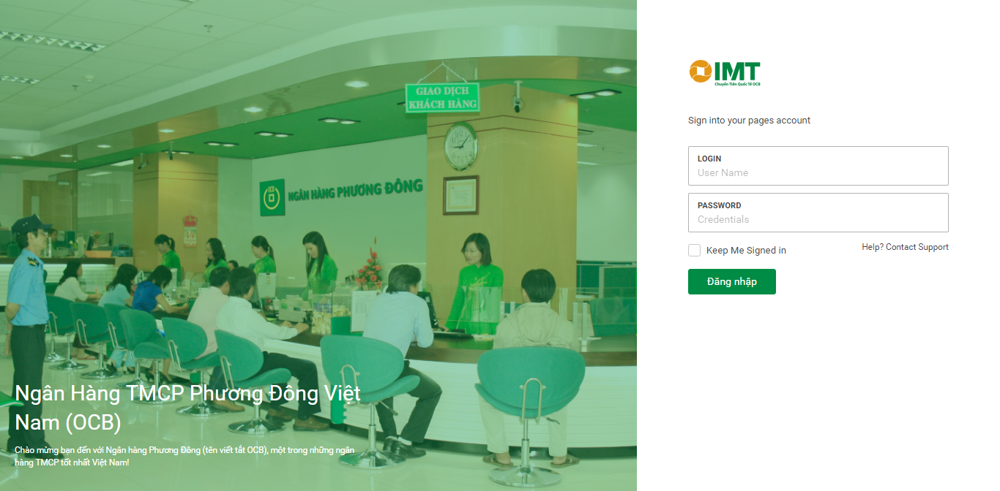 GIAO DỊCH
KHÁCH HÀNG
OCB
NGÂN HÀNG PHƯƠNG ĐÔNG
Ngân Hàng TMCP Phương Đông Việt
Nam (OCB)
Chào mừng bạn đến với Ngân hàng Phương Đông (tên viết tắt OCB), một trong những ngân
hàng TMCP tốt nhất Việt Nam!
IMT
Chuyển Tiền Quốc Tế OCB
Sign into your pages account
LOGIN
User Name
PASSWORD
Credentials
Keep Me Signed in
Help? Contact Support
Đăng nhập